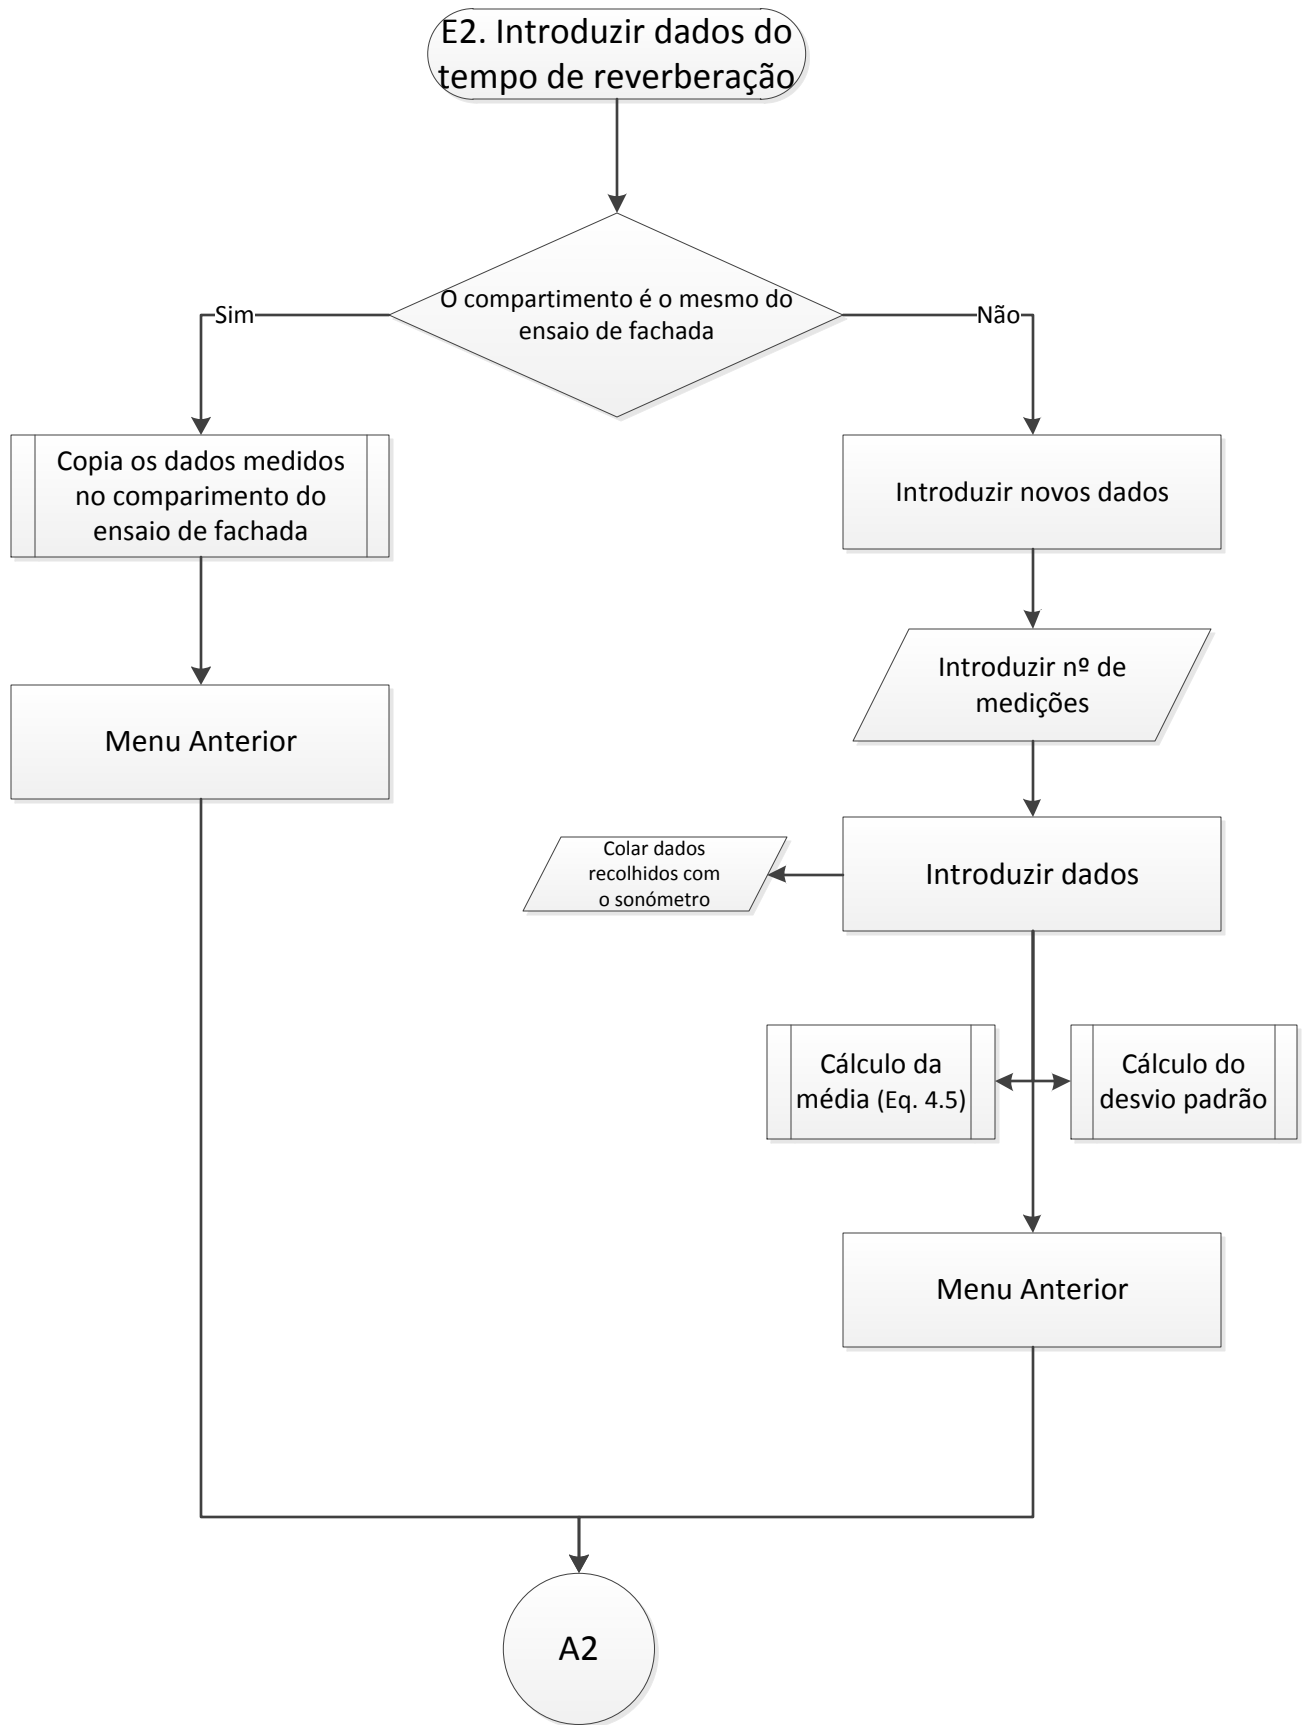 E2. Introduzir dados do
tempo de reverberação
O compartimento é o mesmo do
ensaio de fachada
Sim
Não
Copia os dados medidos
no comparimento do
ensaio de fachada
Introduzir novos dados
Introduzir nº de
medições
Menu Anterior
Colar dados
recolhidos com
o sonómetro
Introduzir dados
Cálculo da
média (Eq. 4.5)
Cálculo do
desvio padrão
Menu Anterior
A2